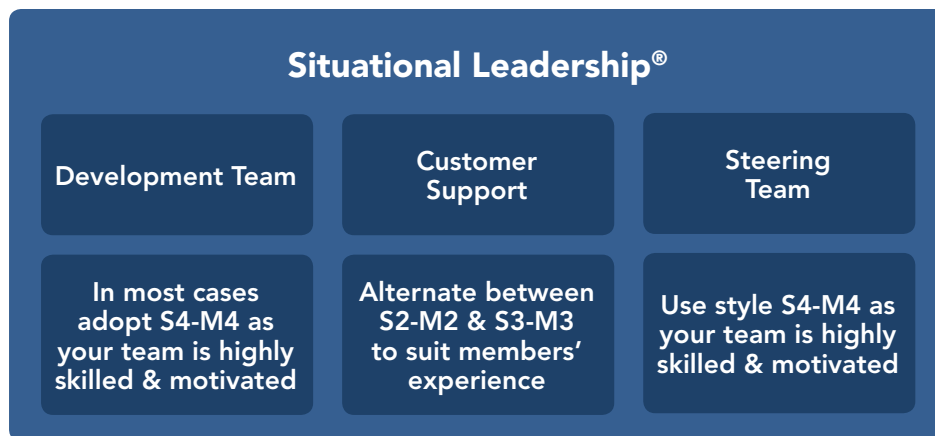 Situational Leadership®
Development Team
Customer
Support
Steering
Team
In most cases
adopt S4-M4 as
your team is highly
skilled & motivated
Alternate between
S2-M2 & S3-M3
to suit members’
experience
Use style S4-M4 as
your team is highly
skilled & motivated